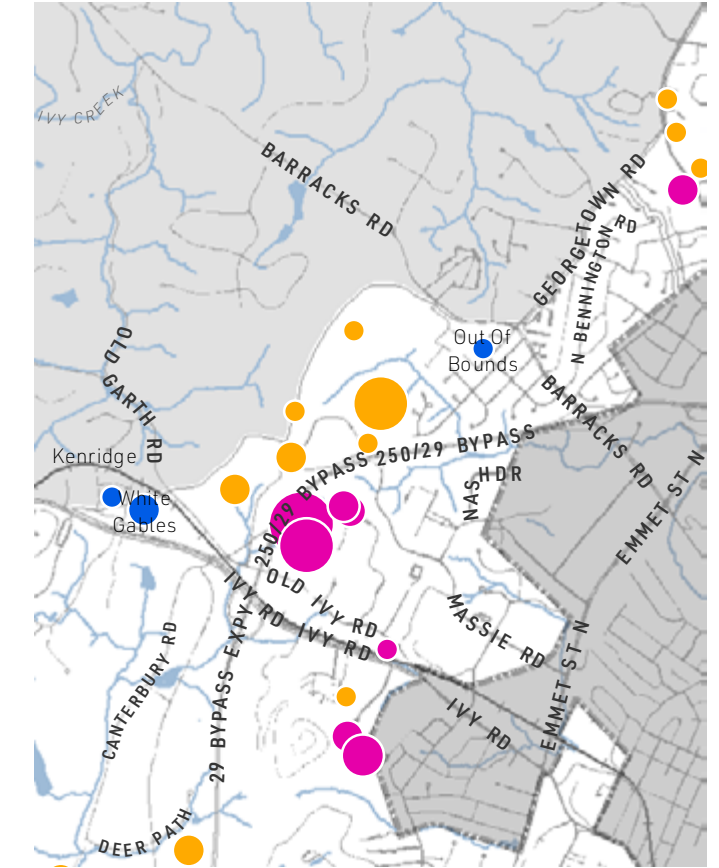 IVY CREEK
BARRACKS RD
GEORGETOWN RD
N BENNINGTON RD
OLD GARTH RD
Out Of
Bounds
BARRACKS RD
Kenridge
White
Gables
250/29 BYPASS
250/29 BYPASS
NAS
HDR
EMMET ST N
OLD IVY RD
IVY RD
IVY RD
MASSIE RD
CANTERBURY RD
29 BYPASS EXPY
IVY RD
EMMET ST N
DEER PATH